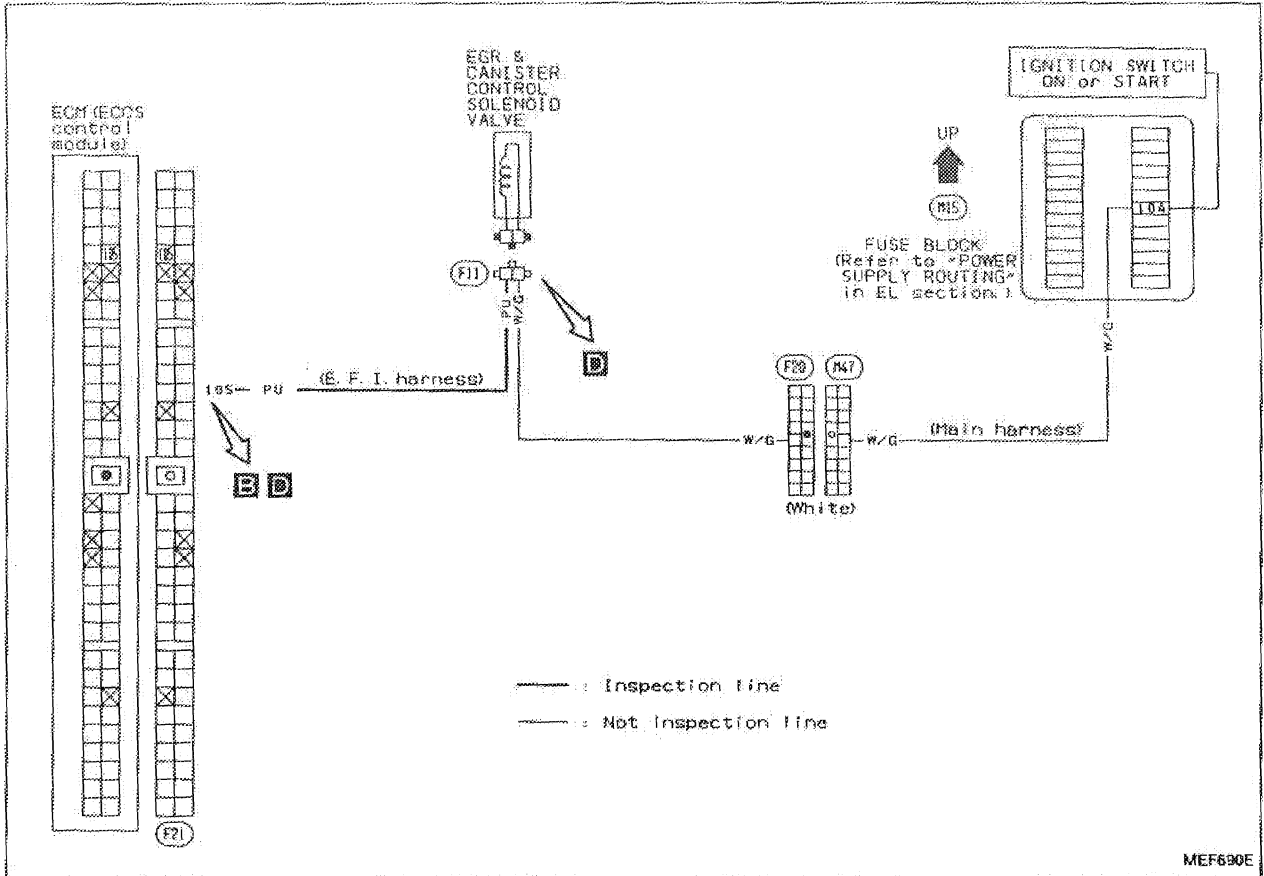 ECM (ECCS
control
module)
EGR &
CANISTER
CONTROL
SOLENOID
VALVE
IGNITION SWITCH
ON or START
UP
M15
10A
FUSE BLOCK
(Refer to "POWER
SUPPLY ROUTING"
in EL section.)
F11
PU
W/G
W/G
D
105— PU
(E. F. I. harness)
B D
F20
M47
W/G
W/G
(Main harness)
(White)
: Inspection line
: Not inspection line
F21
MEF690E